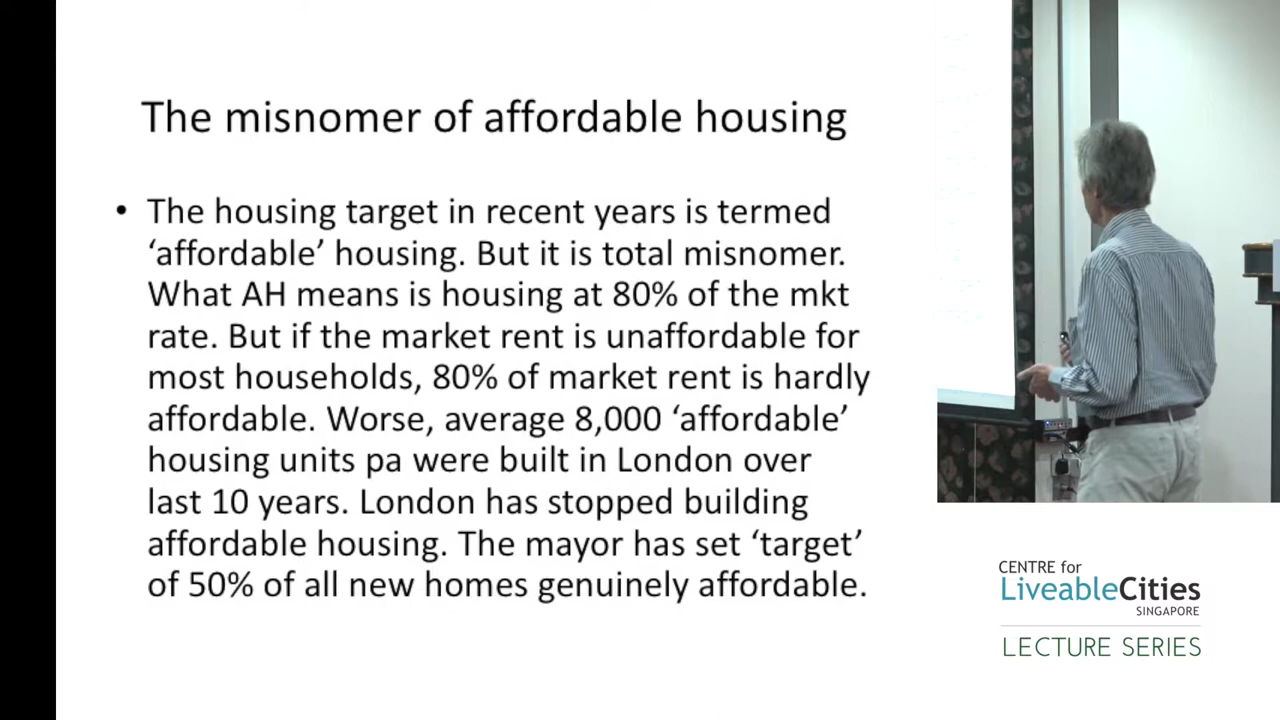 The misnomer of affordable housing
• The housing target in recent years is termed
‘affordable’ housing. But it is total misnomer.
What AH means is housing at 80% of the mkt
rate. But if the market rent is unaffordable for
most households, 80% of market rent is hardly
affordable. Worse, average 8,000 ‘affordable’
housing units pa were built in London over
last 10 years. London has stopped building
affordable housing. The mayor has set ‘target’
of 50% of all new homes genuinely affordable.
CENTRE for
LiveableCities
SINGAPORE
LECTURE SERIES